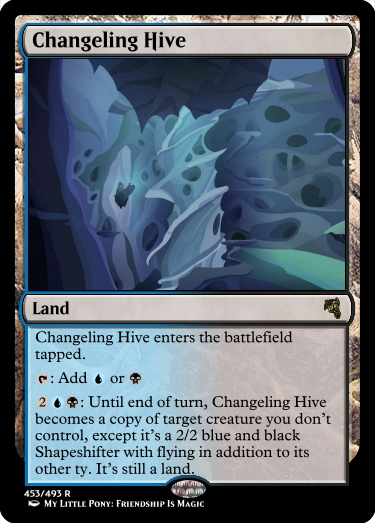 Changeling Hive
Land
Changeling Hive enters the battlefield
tapped.
: Add or
2 : Until end of turn, Changeling Hive
becomes a copy of target creature you don't
control, except it's a 2/2 blue and black
Shapeshifter with flying in addition to its
other ty. It's still a land.
453/493 R
My Little Pony: Friendship Is Magic